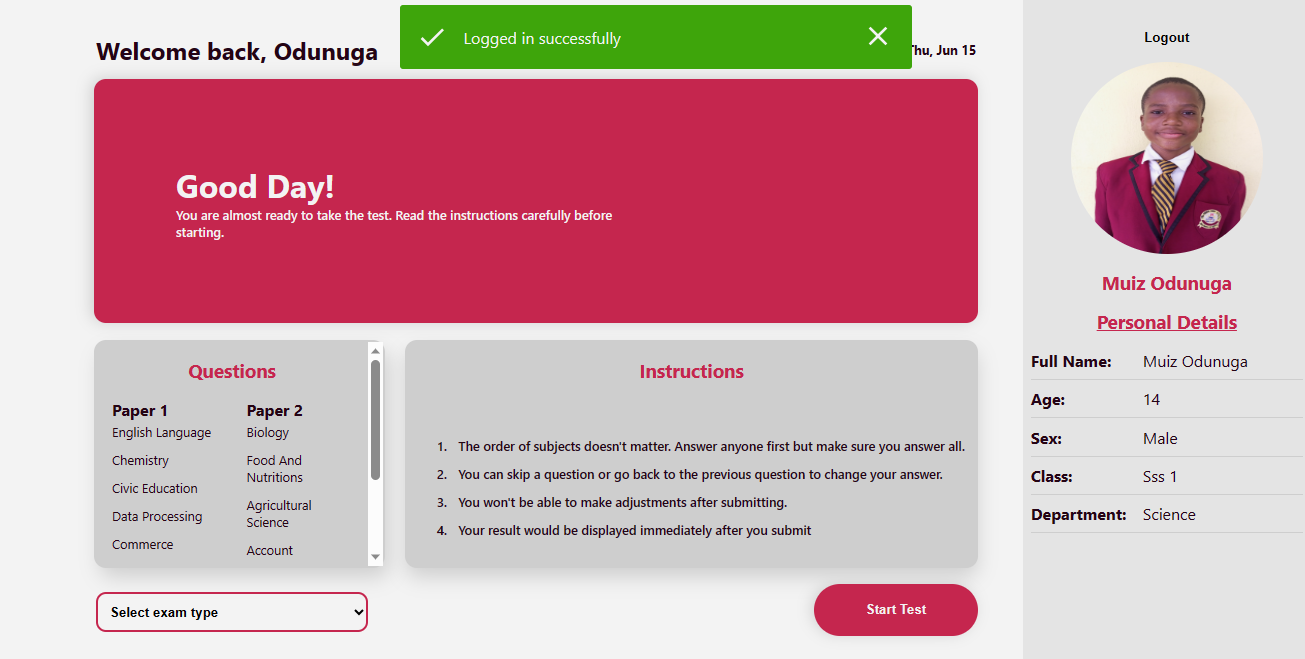 Logged in successfully
Welcome back, Odunuga
Thu, Jun 15
Good Day!
You are almost ready to take the test. Read the instructions carefully before
starting.
Questions
Paper 1
English Language
Chemistry
Civic Education
Data Processing
Commerce
Paper 2
Biology
Food And
Nutritions
Agricultural
Science
Account
Instructions
1. The order of subjects doesn't matter. Answer anyone first but make sure you answer all.
2. You can skip a question or go back to the previous question to change your answer.
3. You won't be able to make adjustments after submitting.
4. Your result would be displayed immediately after you submit
Select exam type
Start Test
Logout
Muiz Odunuga
Personal Details
Full Name: Muiz Odunuga
Age: 14
Sex: Male
Class: Sss 1
Department: Science